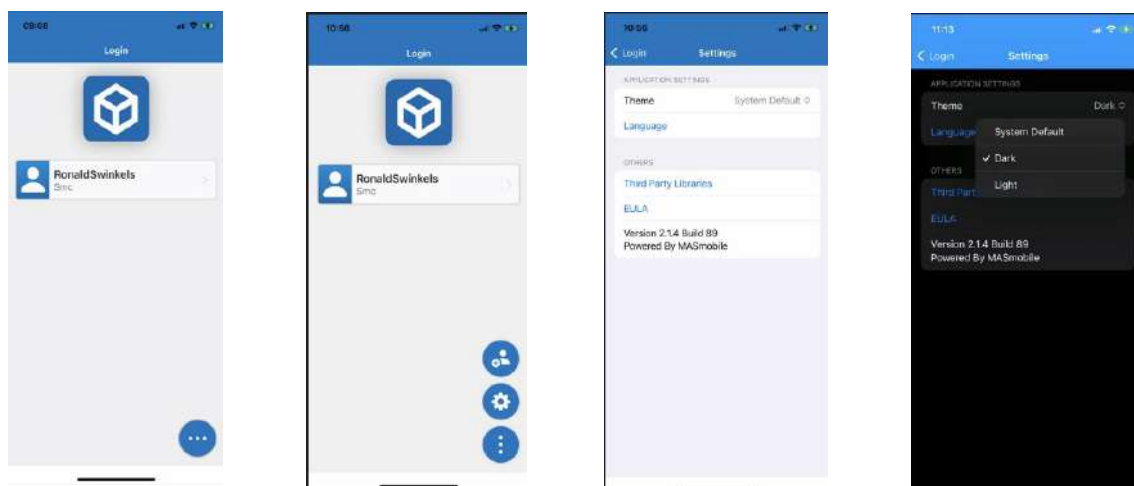 09:08
Login
RonaldSwinkels
Smc
10:56
Login
RonaldSwinkels
Smc
10:56
Login Settings
APPLICATION SETTINGS
Theme System Default
Language
OTHERS
Third Party Libraries
EULA
Version 2.1.4 Build 89
Powered By MASmobile
11:13
Login Settings
APPLICATION SETTINGS
Theme Dark
Language
System Default
✓ Dark
Light
OTHERS
Third Part
EULA
Version 2.1.4 Build 89
Powered By MASmobile